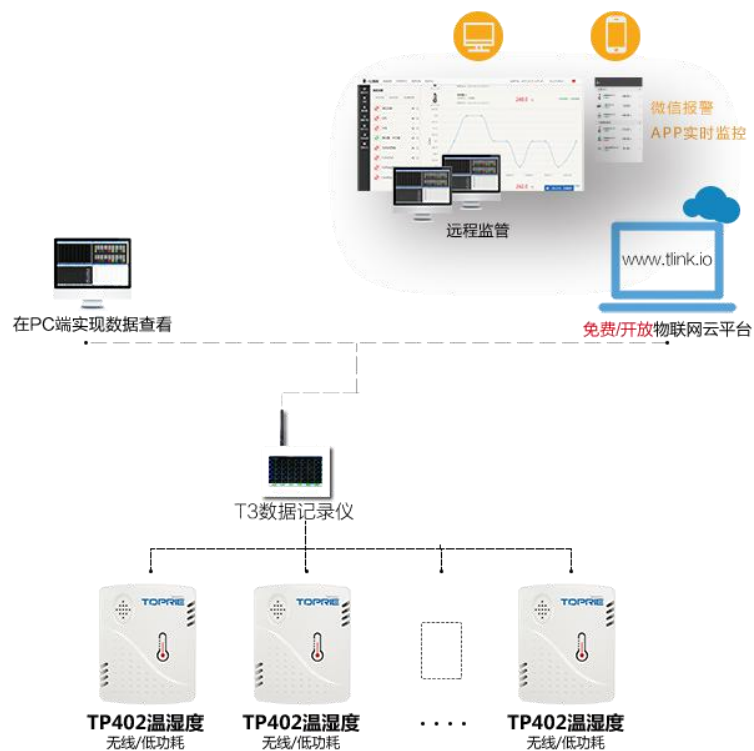 微信报警
APP实时监控
远程监管
www.tlink.io
在PC端实现数据查看
免费/开放物联网云平台
T3数据记录仪
TOPRIE
TOPRIE
TOPRIE
TP402温湿度
无线/低功耗
TP402温湿度
无线/低功耗
····
TP402温湿度
无线/低功耗